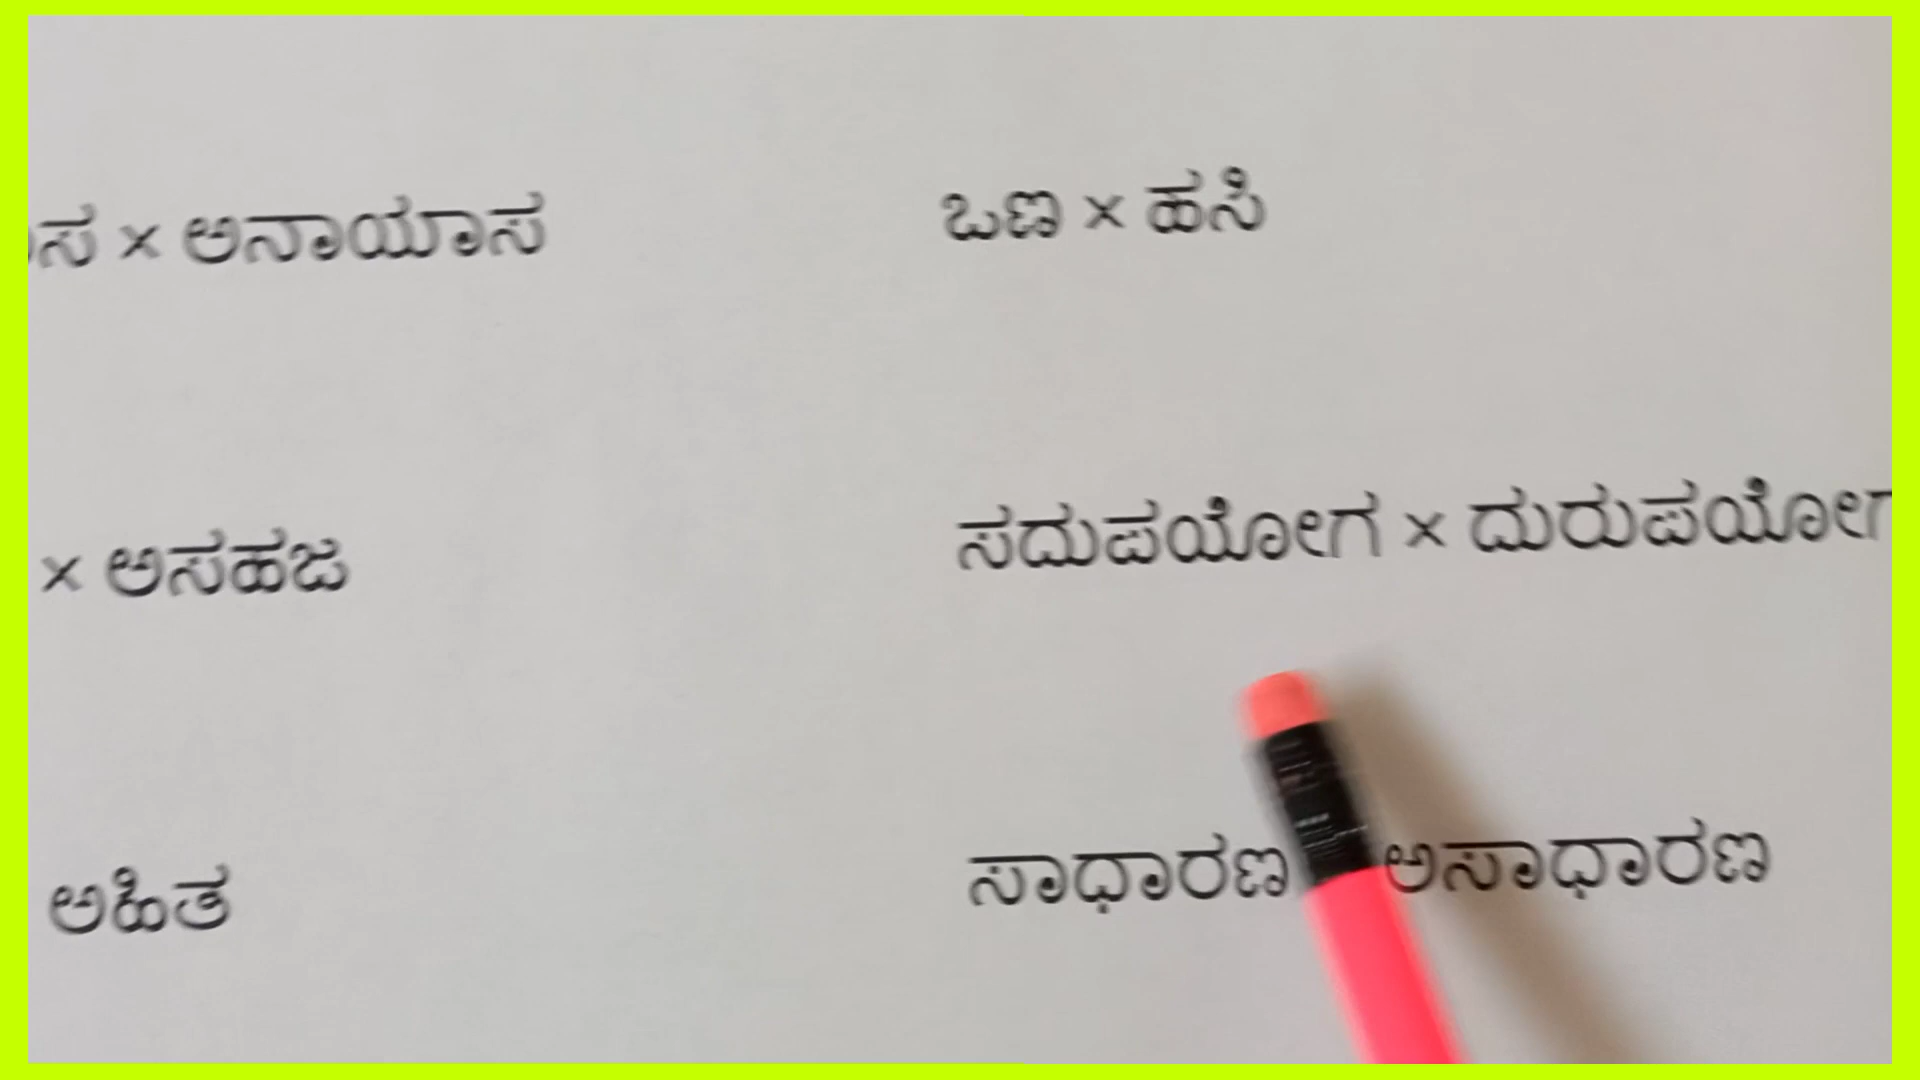 ಸ × ಅನಾಯಾಸ ಒಣ × ಹಸಿ
× ಅಸಹಜ ಸದುಪಯೋಗ × ದುರುಪಯೋಗ
ಅಹಿತ ಸಾಧಾರಣ ಅಸಾಧಾರಣ